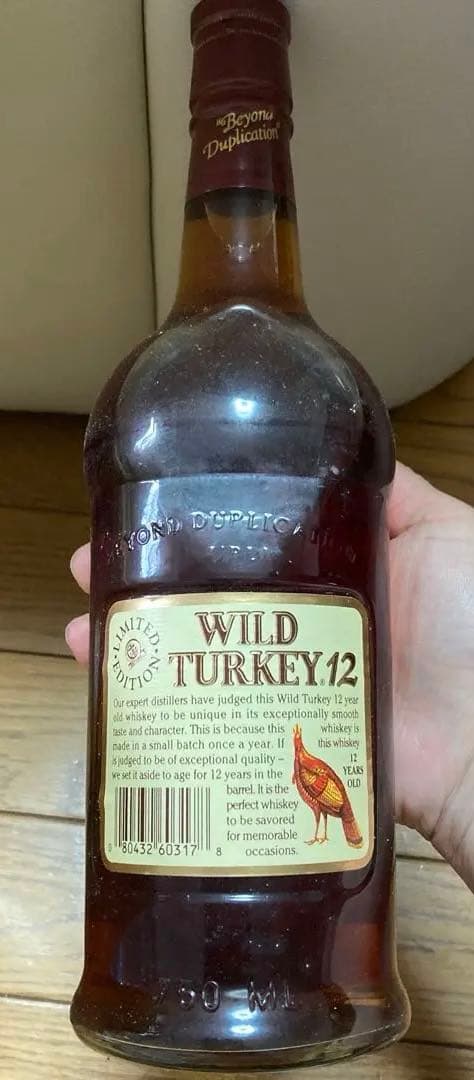 "Beyond
Duplication"
BEYOND DUPLICATION
LIMITED
EDITION
WILD
TURKEY®12
Our expert distillers have judged this Wild Turkey 12 year
old whiskey to be unique in its exceptionally smooth
taste and character. This is because this whiskey is
made in a small batch once a year. If this whiskey
is judged to be of exceptional quality –
we set it aside to age for 12 years in the
barrel. It is the
perfect whiskey
to be savored
for memorable
occasions.
12
YEARS
OLD
0 80432 60317 8
750 ML